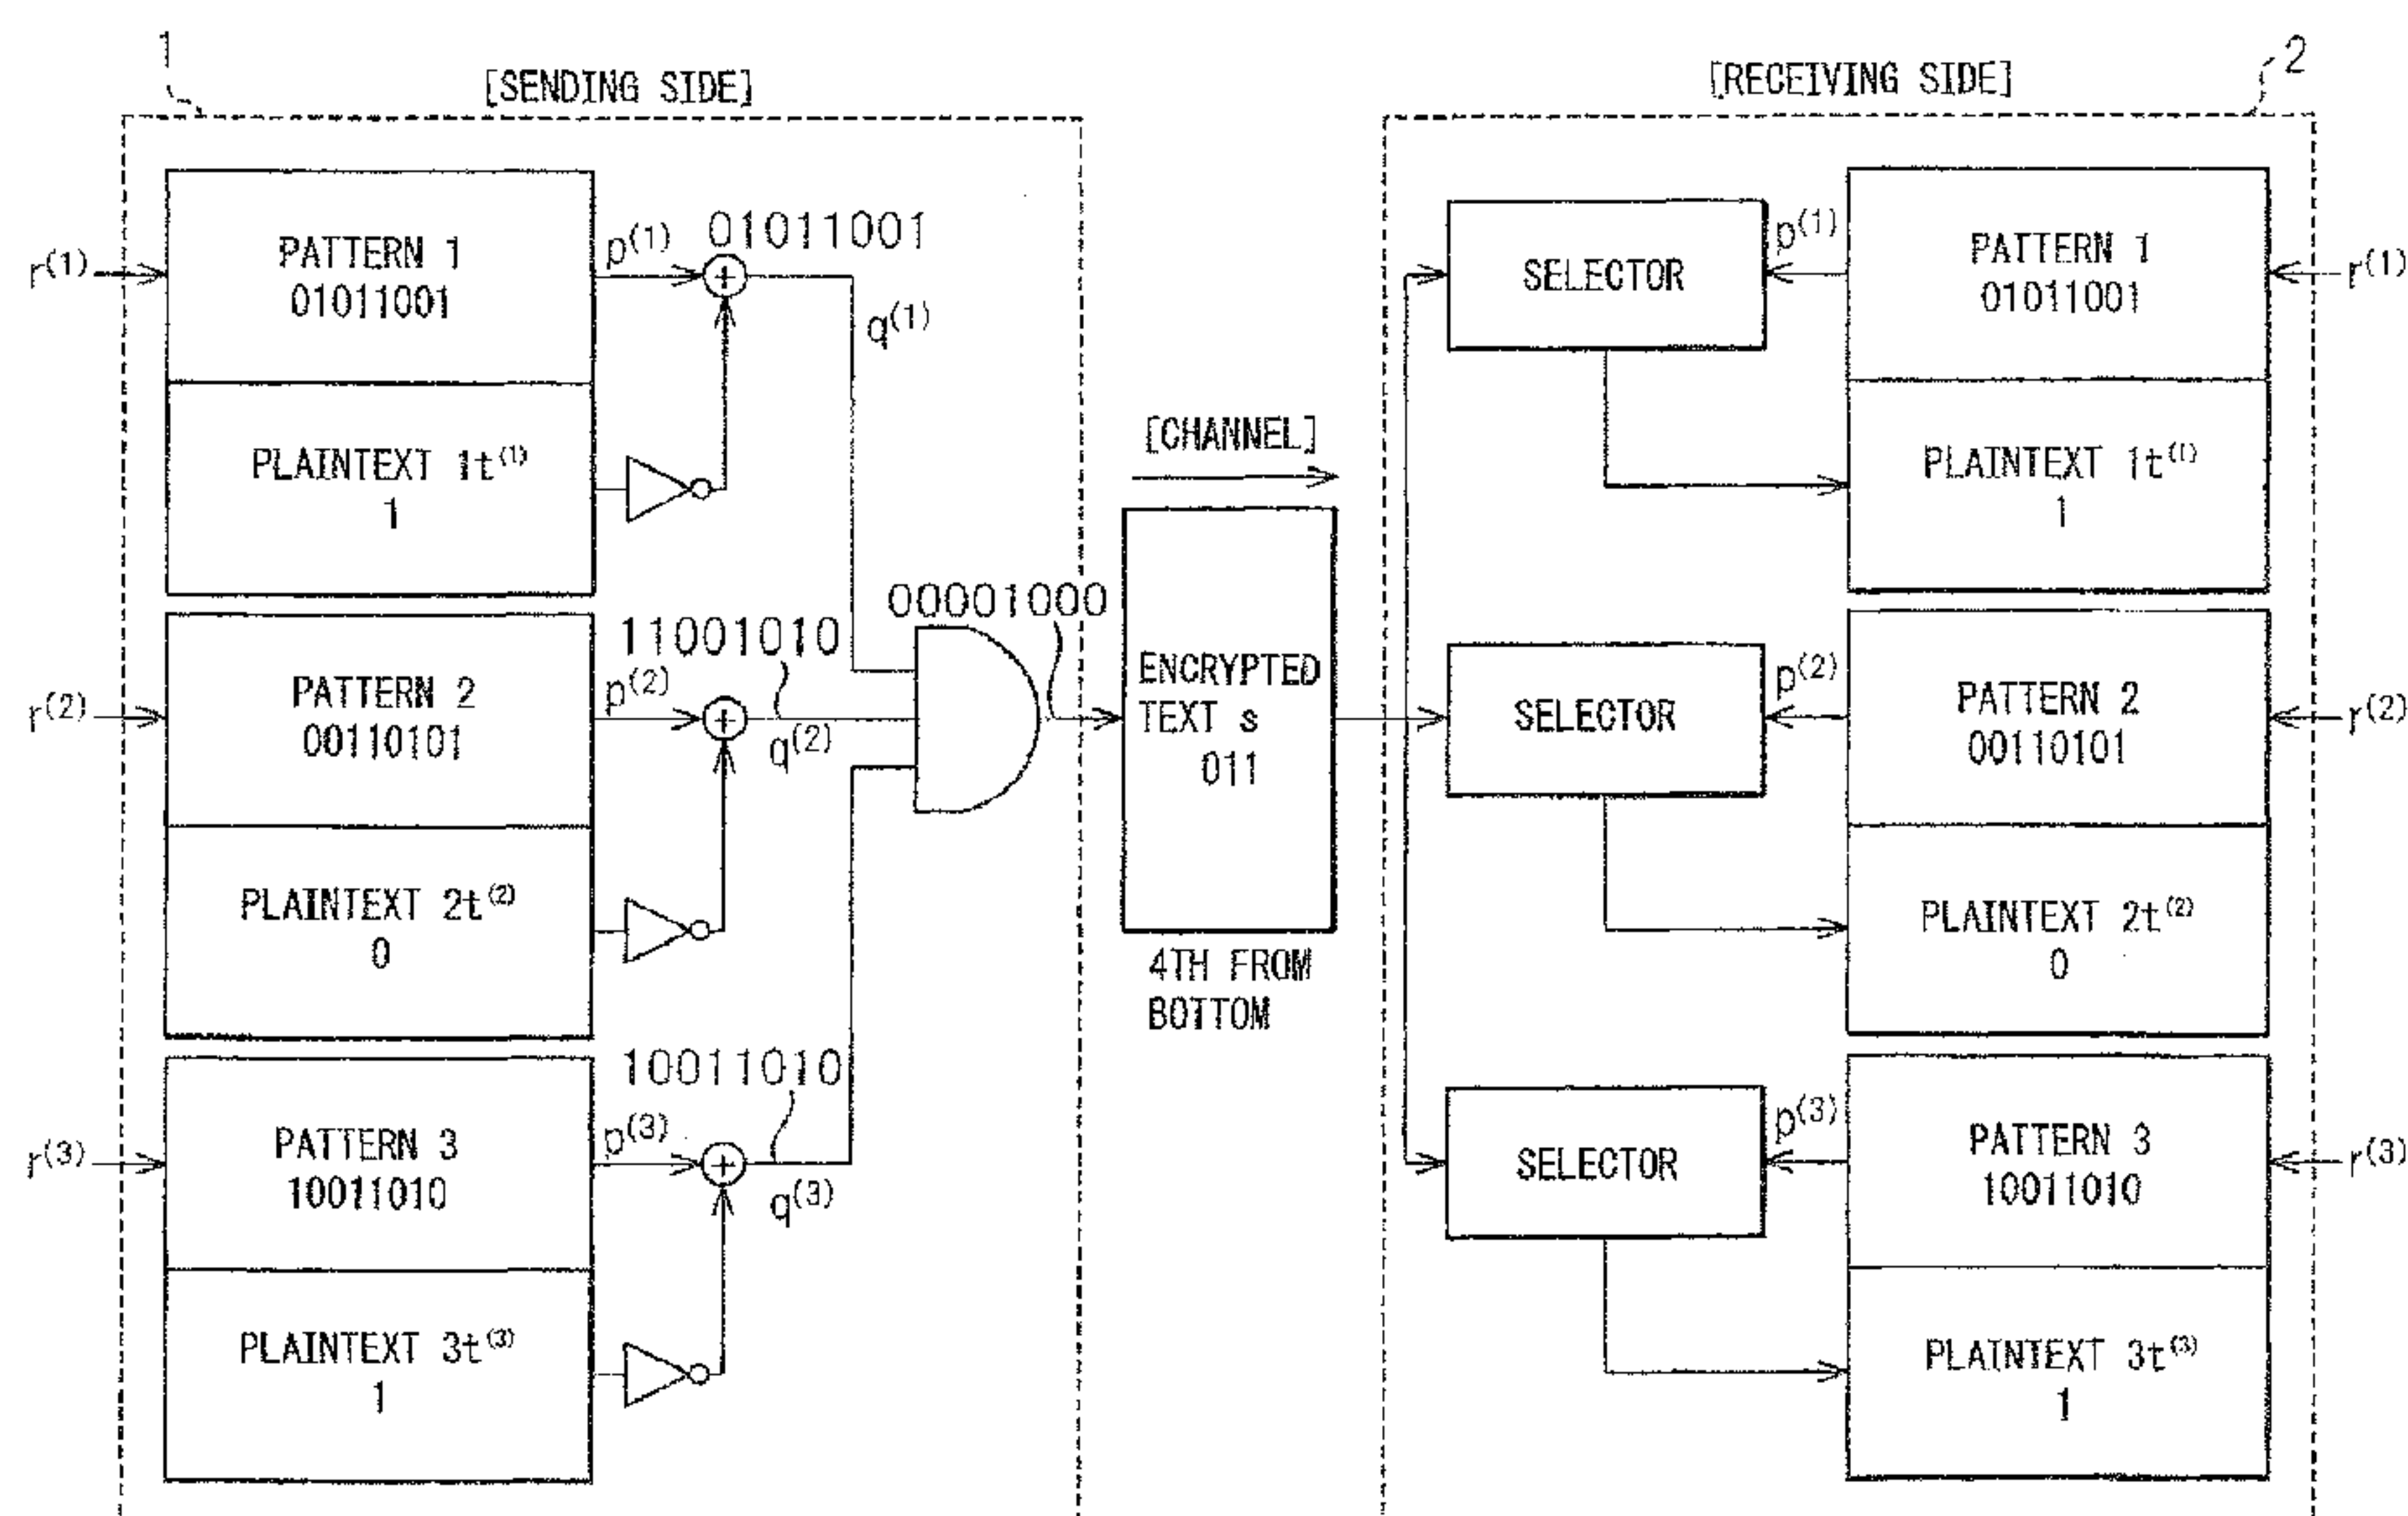 1
[SENDING SIDE]
r(1)
PATTERN 1
01011001
p(1)
01011001
q(1)
PLAINTEXT 1t(1)
1
r(2)
PATTERN 2
00110101
p(2)
11001010
q(2)
PLAINTEXT 2t(2)
0
r(3)
PATTERN 3
10011010
p(3)
10011010
q(3)
PLAINTEXT 3t(3)
1
00001000
[CHANNEL]
ENCRYPTED
TEXT s
011
4TH FROM
BOTTOM
[RECEIVING SIDE]
2
SELECTOR
p(1)
PATTERN 1
01011001
r(1)
PLAINTEXT 1t(1)
1
SELECTOR
p(2)
PATTERN 2
00110101
r(2)
PLAINTEXT 2t(2)
0
SELECTOR
p(3)
PATTERN 3
10011010
r(3)
PLAINTEXT 3t(3)
1